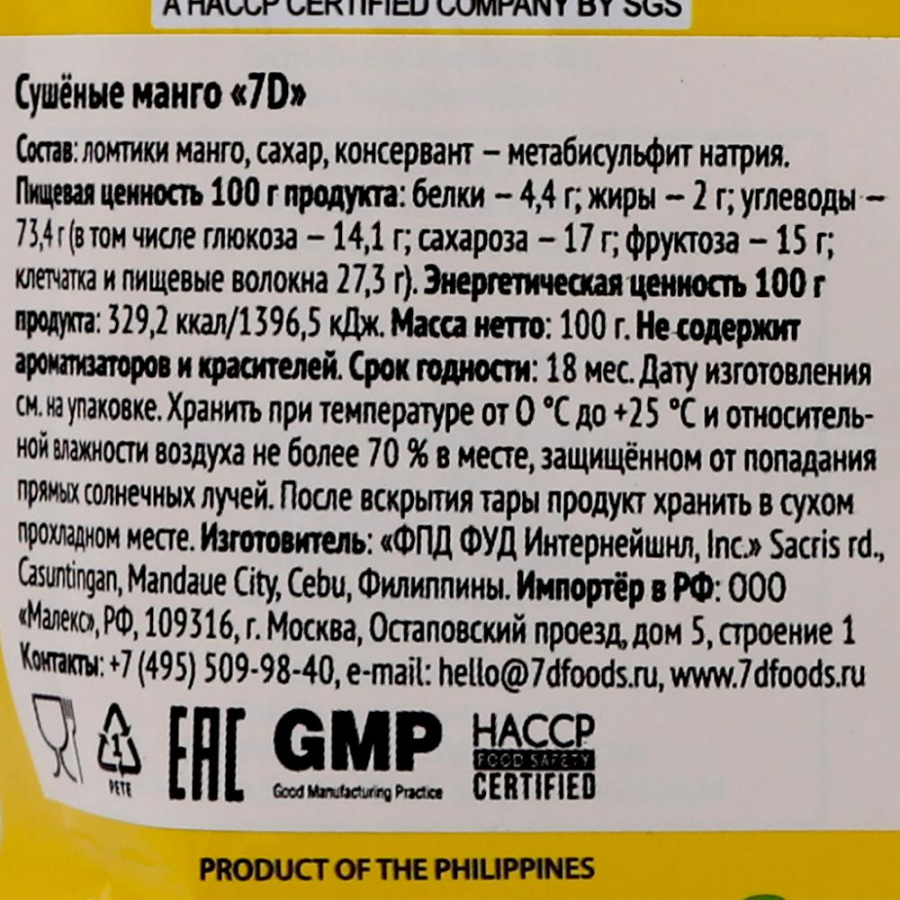 A HACCP CERTIFIED COMPANY BY SGS
Сушёные манго «7D»
Состав: ломтики манго, сахар, консервант – метабисульфит натрия.
Пищевая ценность 100 г продукта: белки – 4,4 г; жиры – 2 г; углеводы –
73,4 г (в том числе глюкоза – 14,1 г; сахароза – 17 г; фруктоза – 15 г;
клетчатка и пищевые волокна 27,3 г). Энергетическая ценность 100 г
продукта: 329,2 ккал/1396,5 кДж. Масса нетто: 100 г. Не содержит
ароматизаторов и красителей. Срок годности: 18 мес. Дату изготовления
см. на упаковке. Хранить при температуре от 0 °C до +25 °C и относитель-
ной влажности воздуха не более 70 % в месте, защищённом от попадания
прямых солнечных лучей. После вскрытия тары продукт хранить в сухом
прохладном месте. Изготовитель: «ФПД ФУД Интернейшнл, Inc.» Sacris rd.,
Casuntingan, Mandaue City, Cebu, Филиппины. Импортёр в РФ: ООО
«Малекс», РФ, 109316, г. Москва, Остаповский проезд, дом 5, строение 1
Контакты: +7 (495) 509-98-40, e-mail: hello@7dfoods.ru, www.7dfoods.ru
1
PETE
EAC
GMP
Good Manufacturing Practice
HACCP
FOOD SAFETY
CERTIFIED
PRODUCT OF THE PHILIPPINES